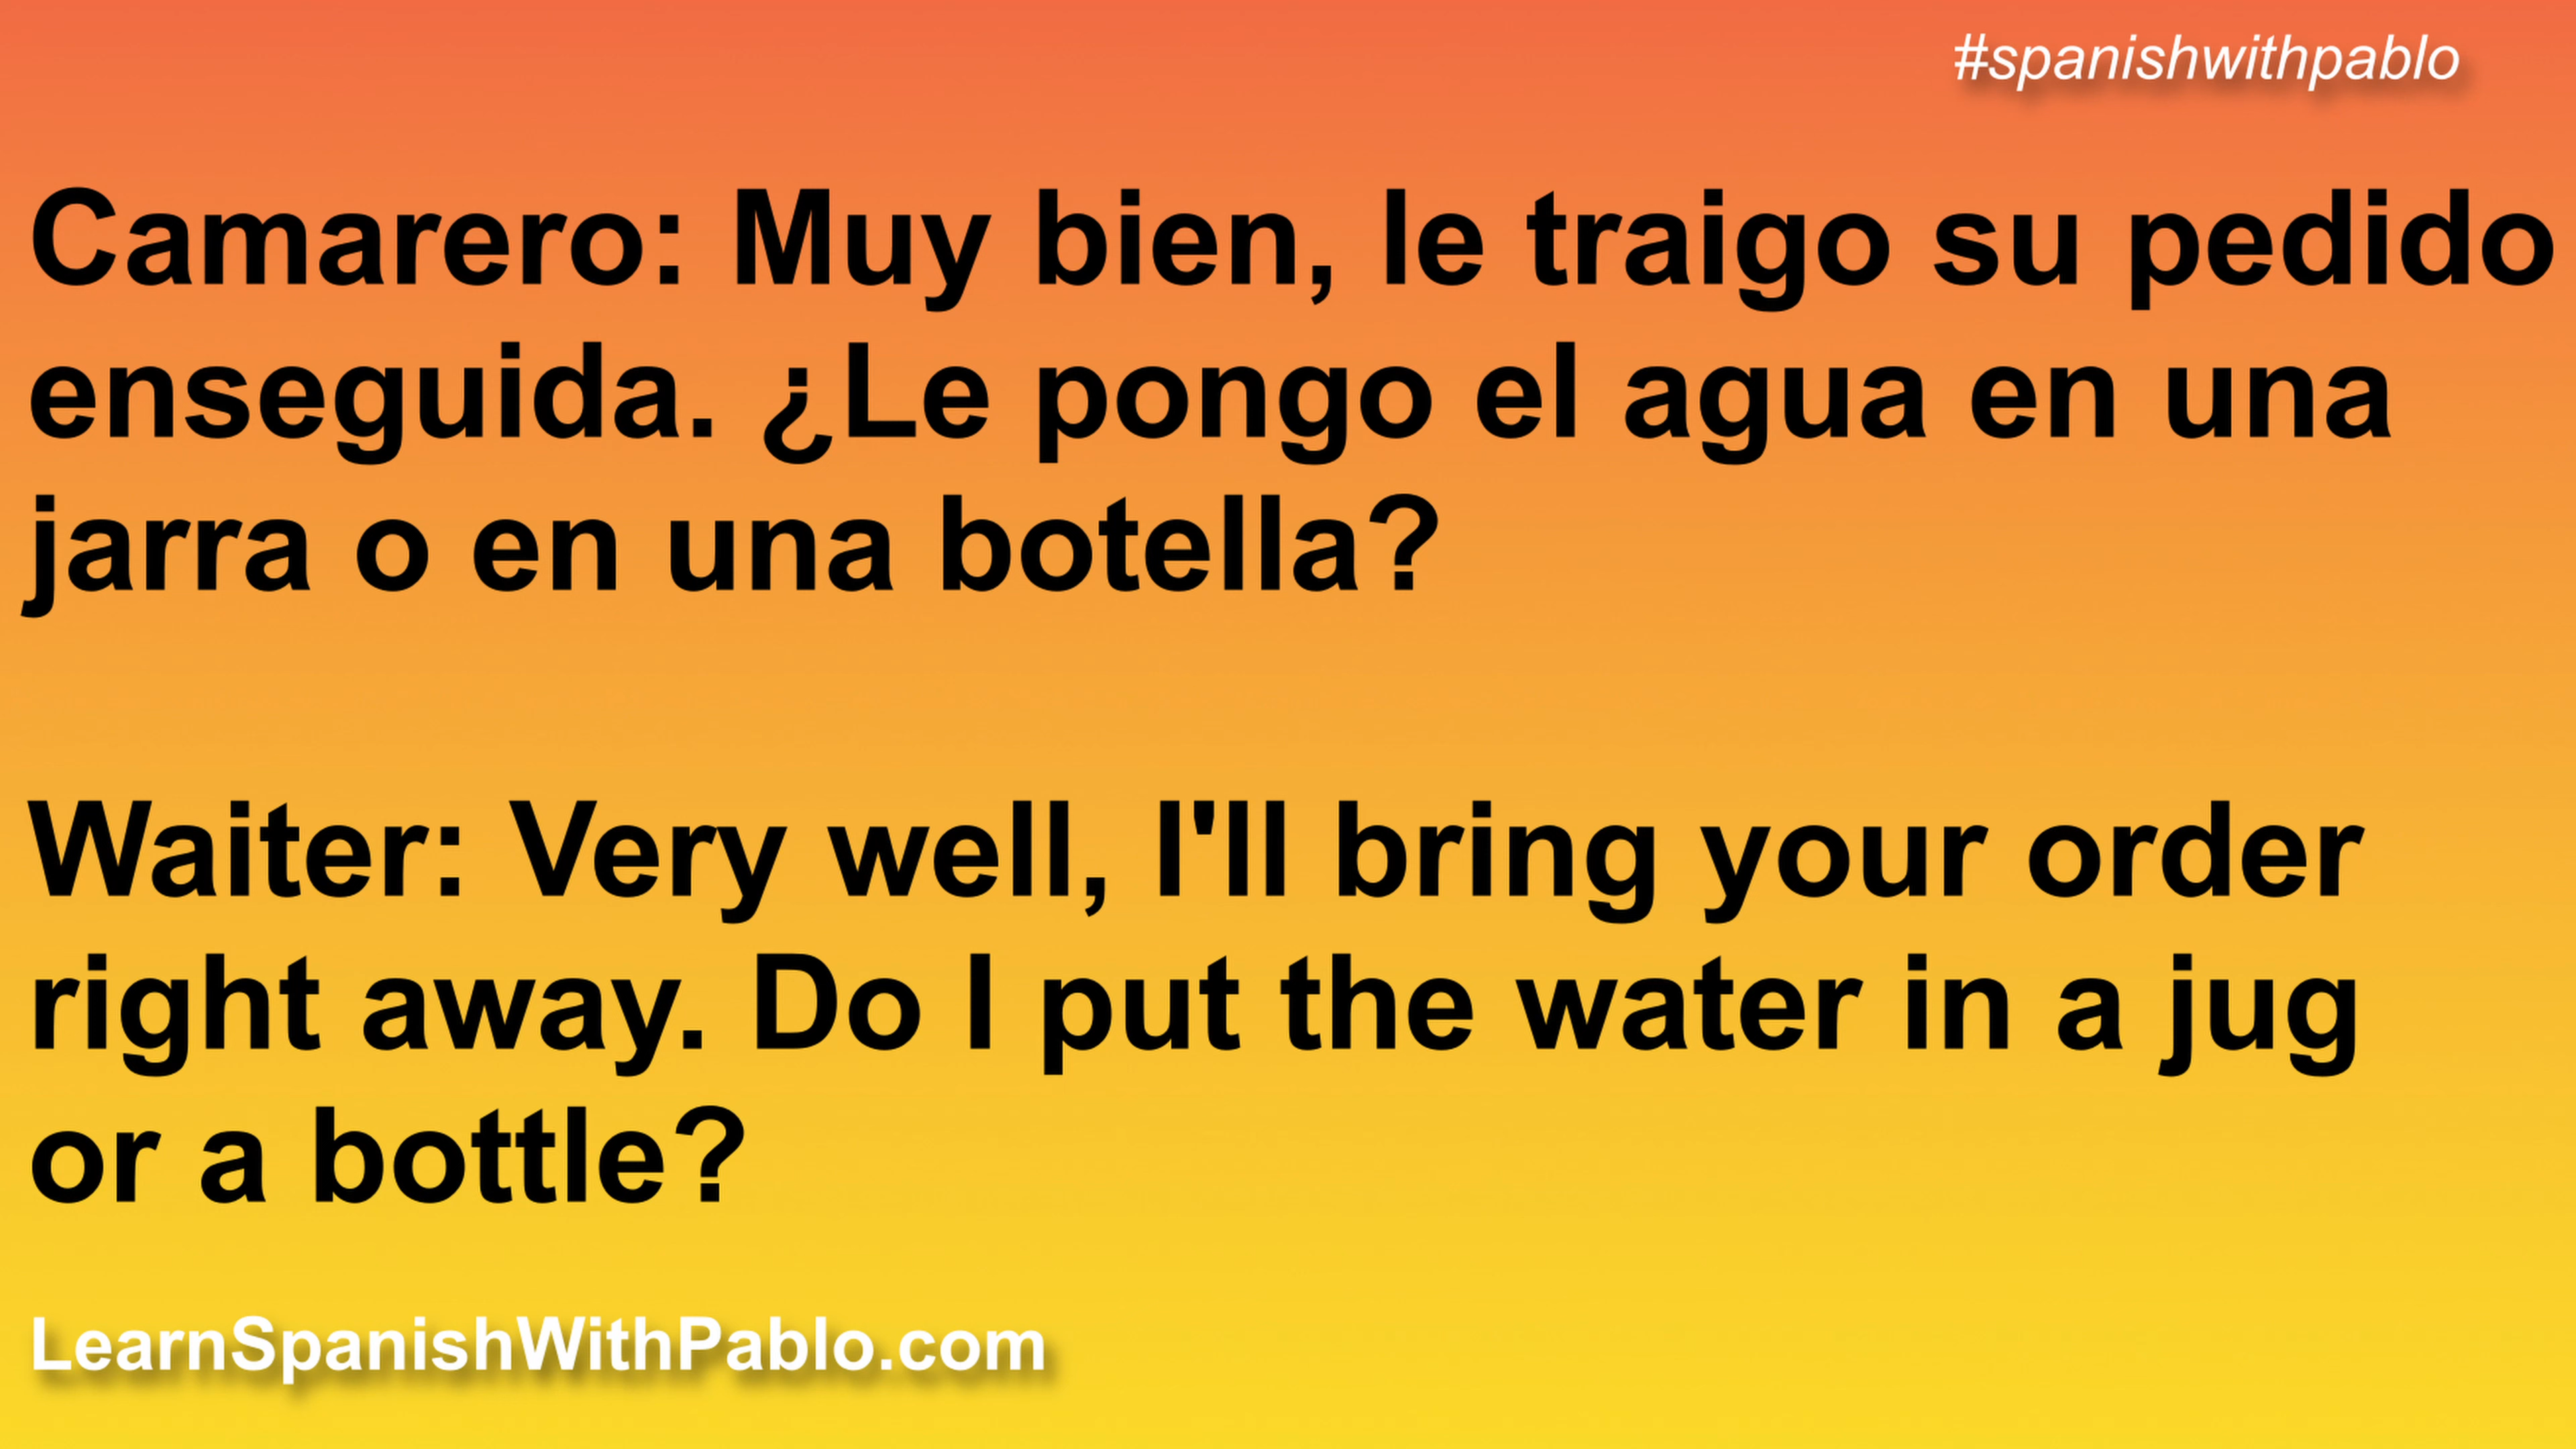 #spanishwithpablo
Camarero: Muy bien, le traigo su pedido
enseguida. ¿Le pongo el agua en una
jarra o en una botella?
Waiter: Very well, I'll bring your order
right away. Do I put the water in a jug
or a bottle?
LearnSpanishWithPablo.com